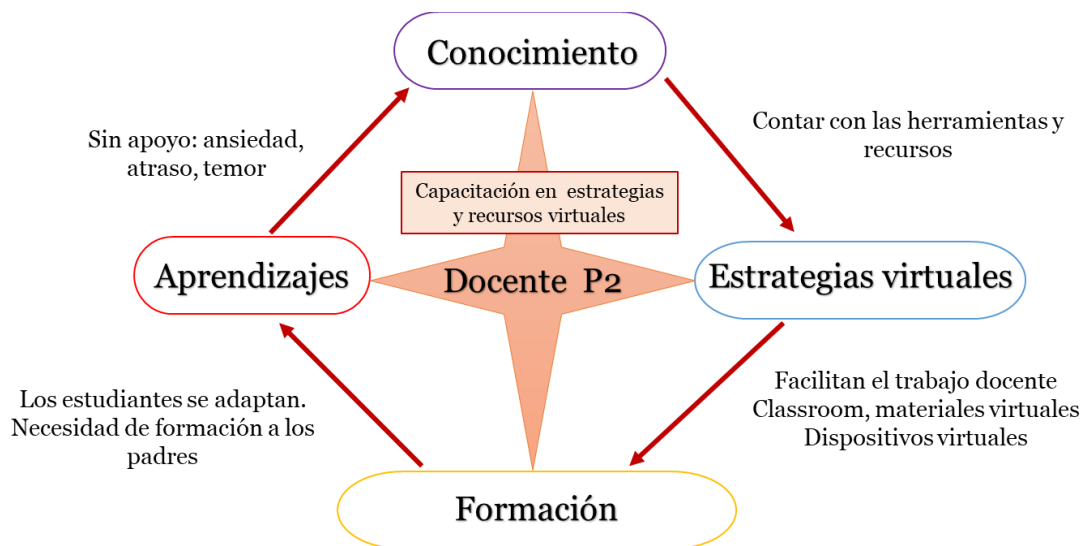 Conocimiento
Sin apoyo: ansiedad,
atraso, temor
Contar con las herramientas y
recursos
Capacitación en estrategias
y recursos virtuales
Aprendizajes
Docente P2
Estrategias virtuales
Los estudiantes se adaptan.
Necesidad de formación a los
padres
Facilitan el trabajo docente
Classroom, materiales virtuales
Dispositivos virtuales
Formación